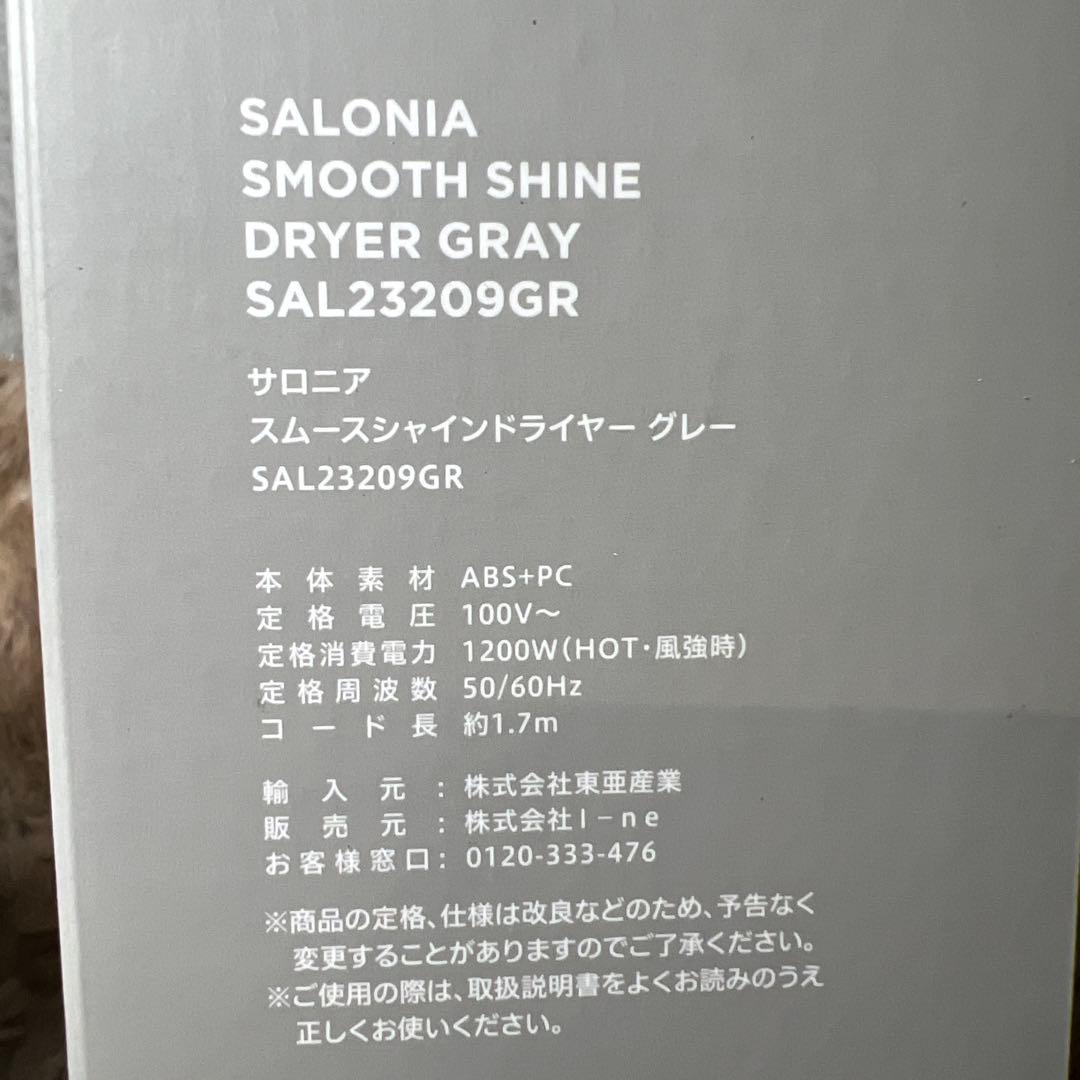 SALONIA
SMOOTH SHINE
DRYER GRAY
SAL23209GR
サロニア
スムースシャインドライヤー グレー
SAL23209GR
本体素材 ABS+PC
定格電圧 100V〜
定格消費電力 1200W(HOT・風強時)
定格周波数 50/60Hz
コード長 約1.7m
輸入元: 株式会社東亜産業
販売元: 株式会社I-ne
お客様窓口: 0120-333-476
※商品の定格、仕様は改良などのため、予告なく
変更することがありますのでご了承ください。
※ご使用の際は、取扱説明書をよくお読みのうえ
正しくお使いください。